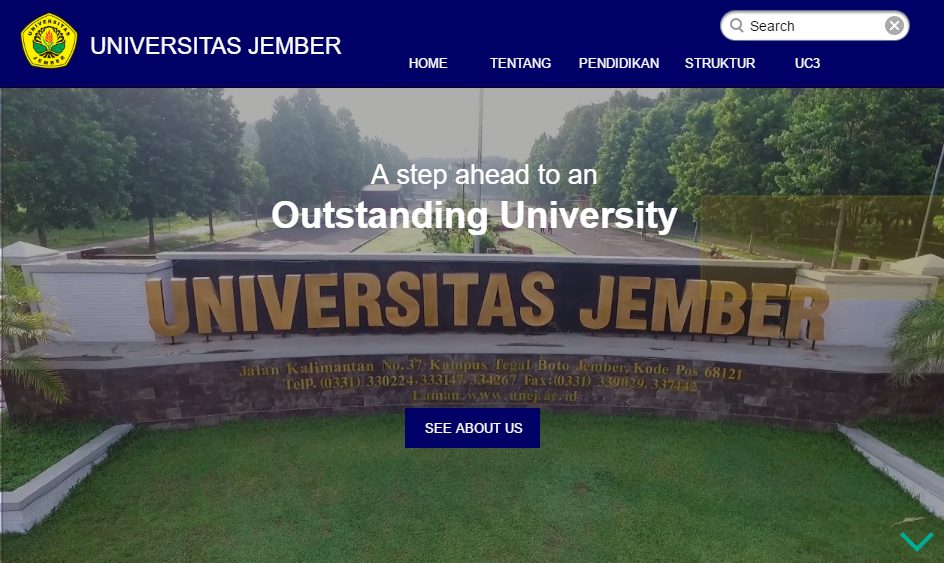 UNIVERSITAS JEMBER
UNIVERSITAS JEMBER
Search
HOME TENTANG PENDIDIKAN STRUKTUR UC3
A step ahead to an
Outstanding University
UNIVERSITAS JEMBER
Jalan Kalimantan No. 37, Kampus Tegal Boto Jember, Kode Pos 68121
Telp. (0331) 330224, 333147, 334267 Fax: (0331) 339029, 337442
Laman. www.unej.ac.id
SEE ABOUT US